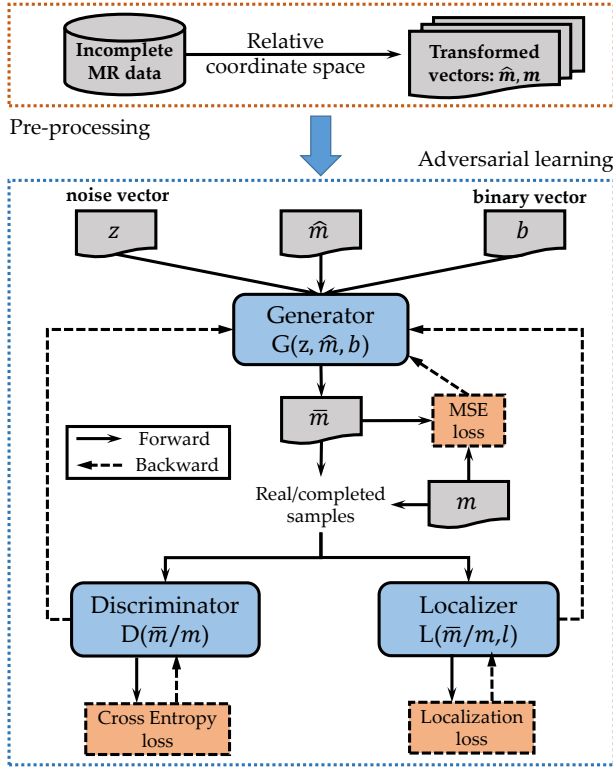 Incomplete
MR data
Relative
coordinate space
Transformed
vectors: m̂, m
Pre-processing
Adversarial learning
noise vector
binary vector
z
m̂
b
Generator
G(z, m̂, b)
m̅
MSE
loss
Forward
Backward
Real/completed
samples
m
Discriminator
D(m̅/m)
Localizer
L(m̅/m,l)
Cross Entropy
loss
Localization
loss